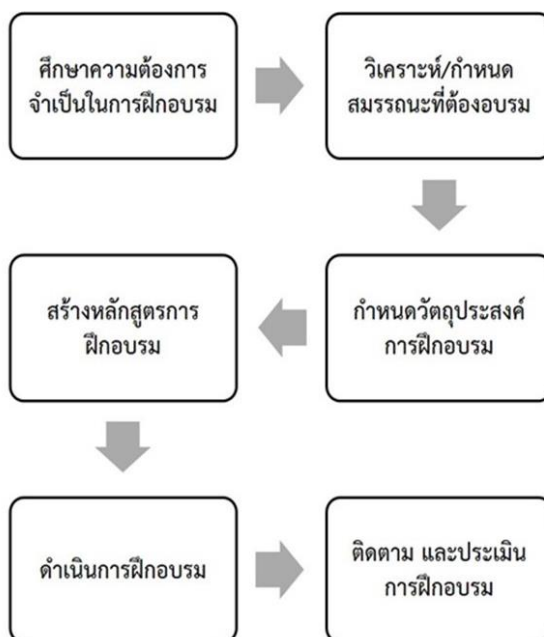 ศึกษาความต้องการ
จำเป็นในการฝึกอบรม
วิเคราะห์/กำหนด
สมรรถนะที่ต้องอบรม
กำหนดวัตถุประสงค์
การฝึกอบรม
สร้างหลักสูตรการ
ฝึกอบรม
ดำเนินการฝึกอบรม
ติดตาม และประเมิน
การฝึกอบรม